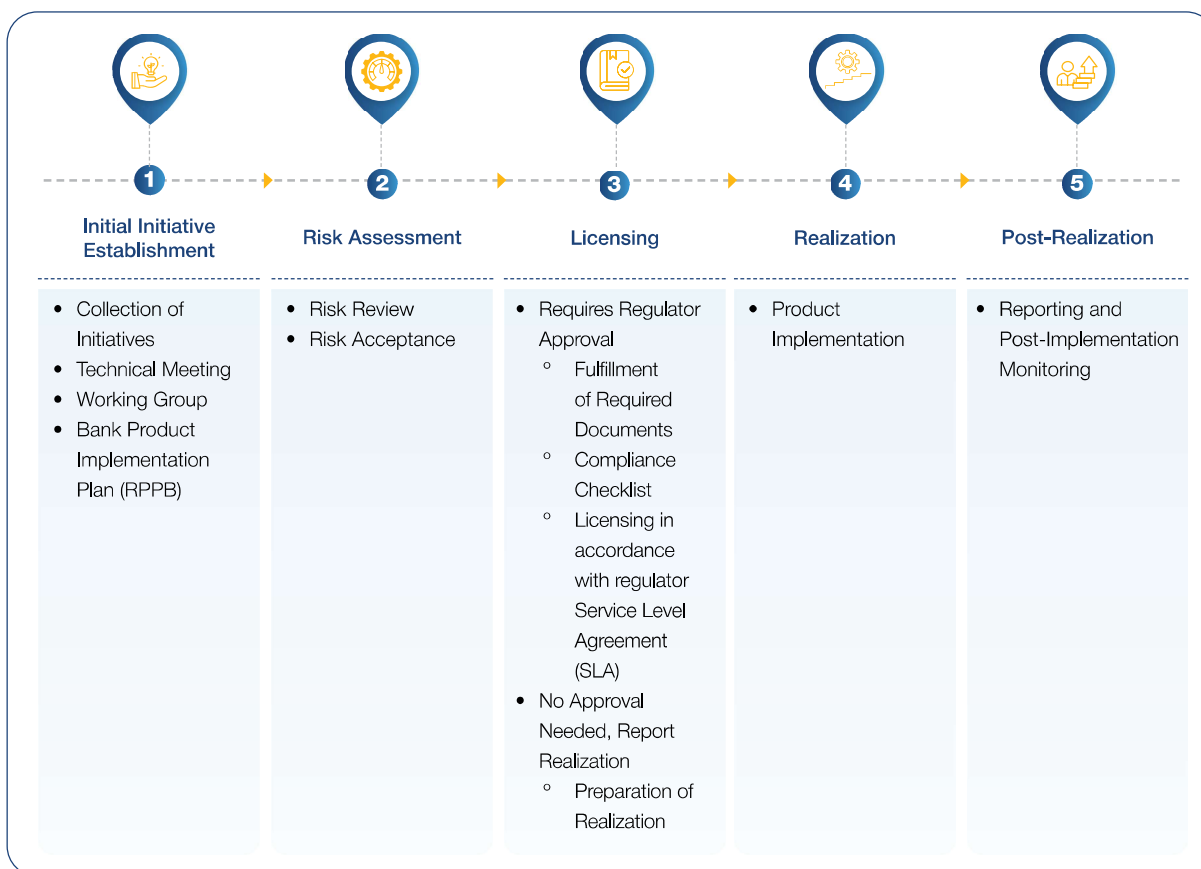 1
2
3
4
5
Initial Initiative
Establishment
Risk Assessment
Licensing
Realization
Post-Realization
• Collection of
Initiatives
• Technical Meeting
• Working Group
• Bank Product
Implementation
Plan (RPPB)
• Risk Review
• Risk Acceptance
• Requires Regulator
Approval
° Fulfillment
of Required
Documents
° Compliance
Checklist
° Licensing in
accordance
with regulator
Service Level
Agreement
(SLA)
• No Approval
Needed, Report
Realization
° Preparation of
Realization
• Product
Implementation
• Reporting and
Post-Implementation
Monitoring